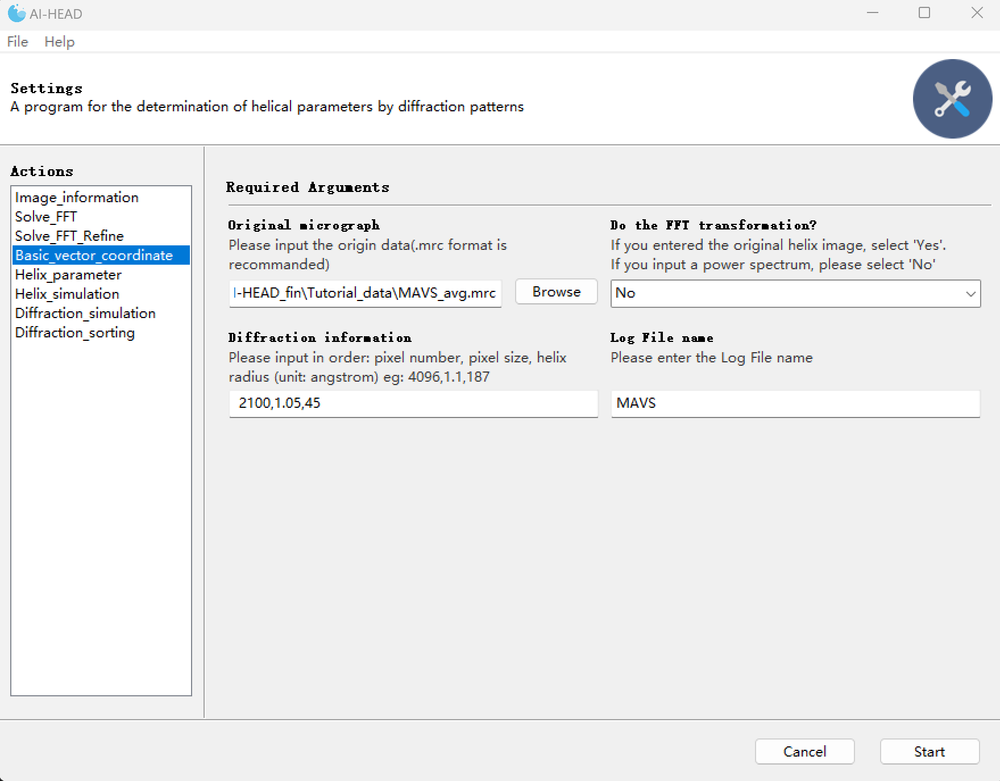 AI-HEAD
File Help
Settings
A program for the determination of helical parameters by diffraction patterns
Actions
Image_information
Solve_FFT
Solve_FFT_Refine
Basic_vector_coordinate
Helix_parameter
Helix_simulation
Diffraction_simulation
Diffraction_sorting
Required Arguments
Original micrograph
Please input the origin data(.mrc format is
recommanded)
I-HEAD_fin\Tutorial_data\MAVS_avg.mrc
Browse
Do the FFT transformation?
If you entered the original helix image, select 'Yes'.
If you input a power spectrum, please select 'No'
No
Diffraction information
Please input in order: pixel number, pixel size, helix
radius (unit: angstrom) eg: 4096,1.1,187
2100,1.05,45
Log File name
Please enter the Log File name
MAVS
Cancel
Start